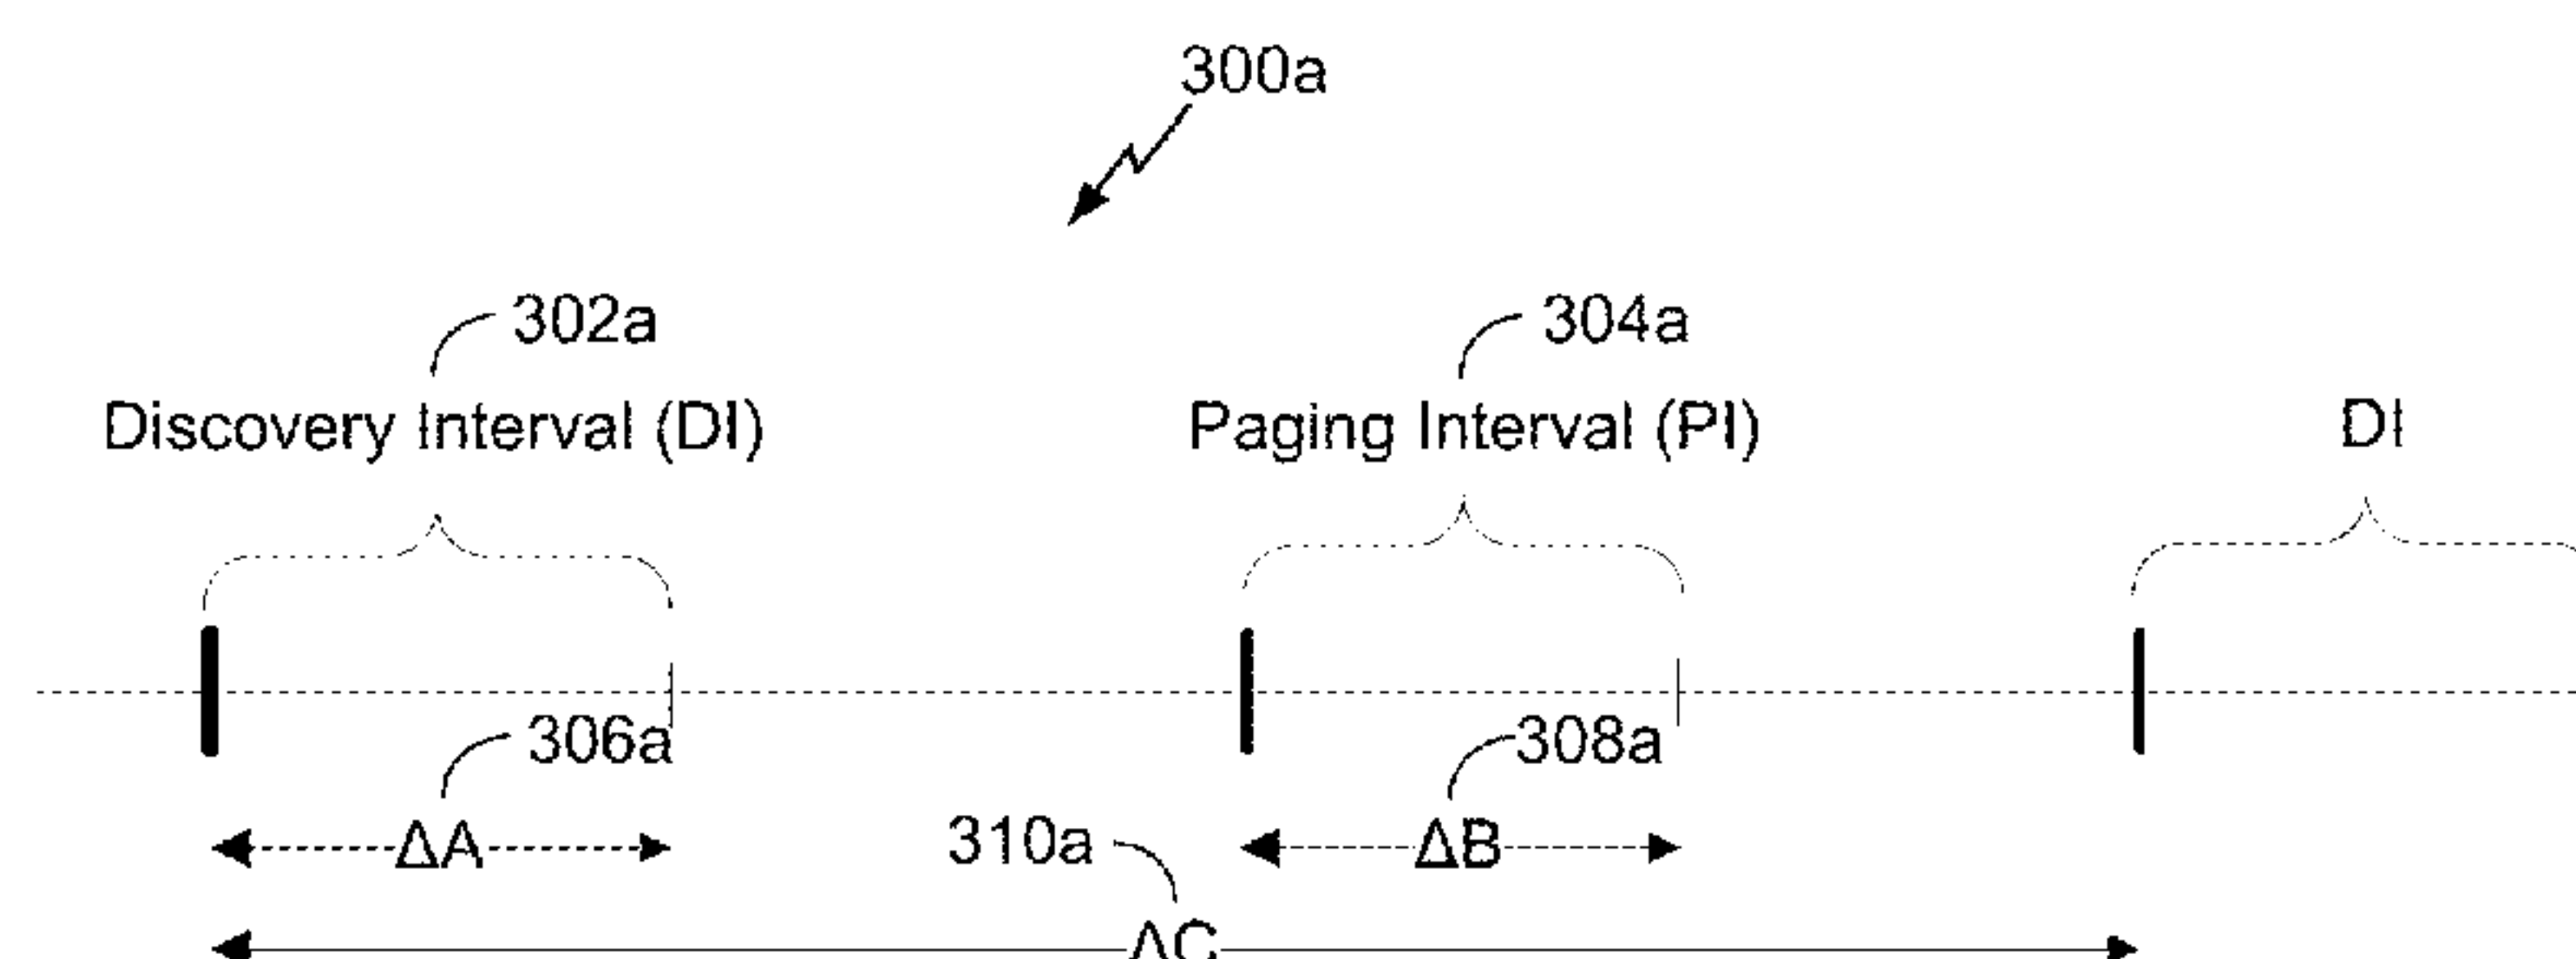 300a
302a
304a
Discovery Interval (DI)
Paging Interval (PI)
DI
306a
308a
ΔA
310a
ΔB
ΔC